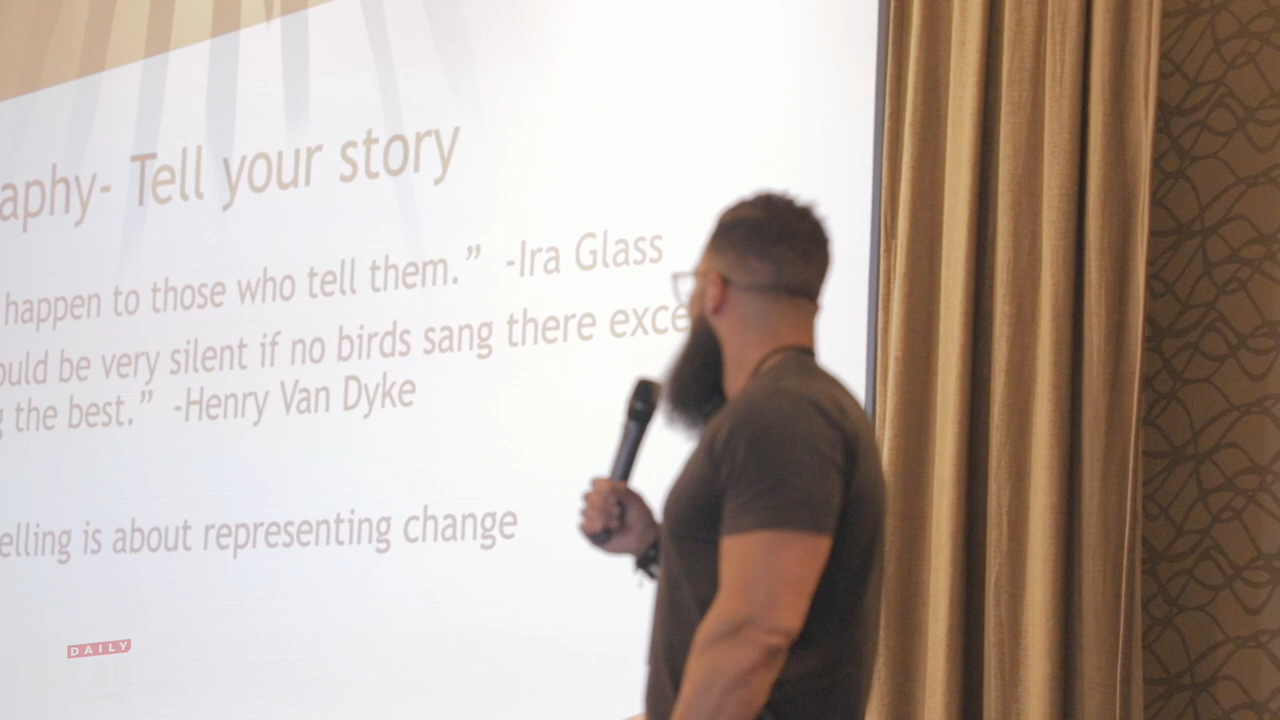 aphy- Tell your story
happen to those who tell them.” -Ira Glass
ould be very silent if no birds sang there exce
g the best.” -Henry Van Dyke
elling is about representing change
DAILY